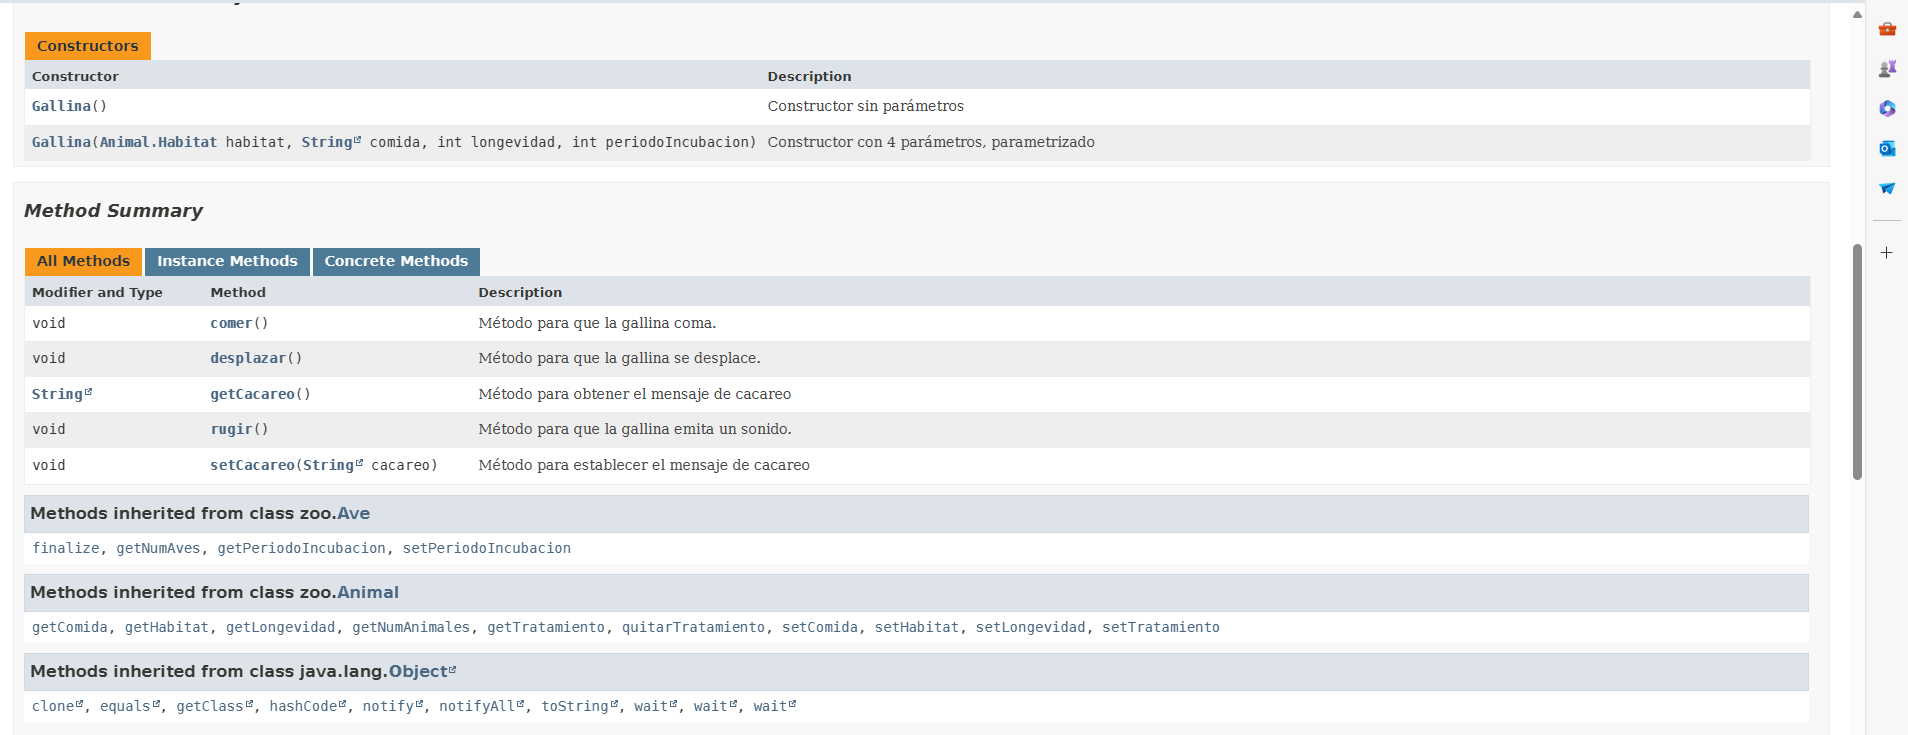 Constructors
Constructor Description
Gallina() Constructor sin parámetros
Gallina(Animal.Habitat habitat, String comida, int longevidad, int periodoIncubacion) Constructor con 4 parámetros, parametrizado
Method Summary
All Methods Instance Methods Concrete Methods
Modifier and Type Method Description
void comer() Método para que la gallina coma.
void desplazar() Método para que la gallina se desplace.
String getCacareo() Método para obtener el mensaje de cacareo
void rugir() Método para que la gallina emita un sonido.
void setCacareo(String cacareo) Método para establecer el mensaje de cacareo
Methods inherited from class zoo.Ave
finalize, getNumAves, getPeriodoIncubacion, setPeriodoIncubacion
Methods inherited from class zoo.Animal
getComida, getHabitat, getLongevidad, getNumAnimales, getTratamiento, quitarTratamiento, setComida, setHabitat, setLongevidad, setTratamiento
Methods inherited from class java.lang.Object
clone, equals, getClass, hashCode, notify, notifyAll, toString, wait, wait, wait